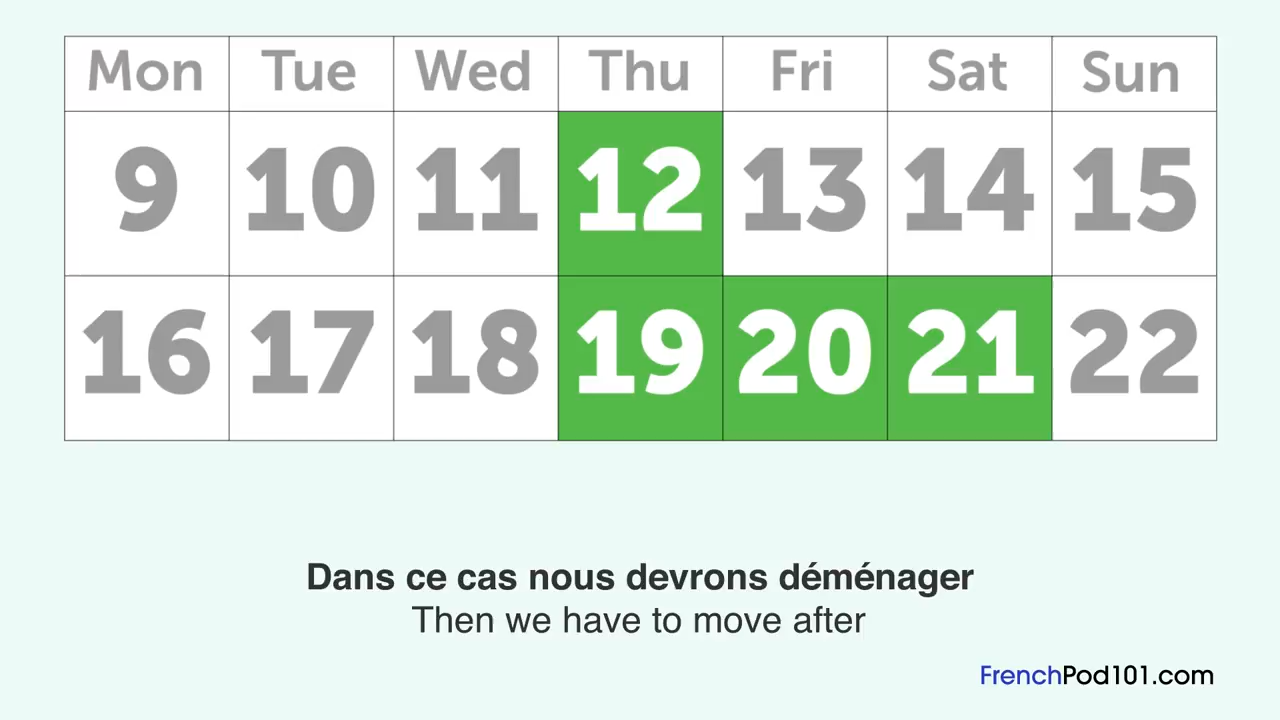 Mon Tue Wed Thu Fri Sat Sun
9 10 11 12 13 14 15
16 17 18 19 20 21 22
Dans ce cas nous devrons déménager
Then we have to move after
FrenchPod101.com